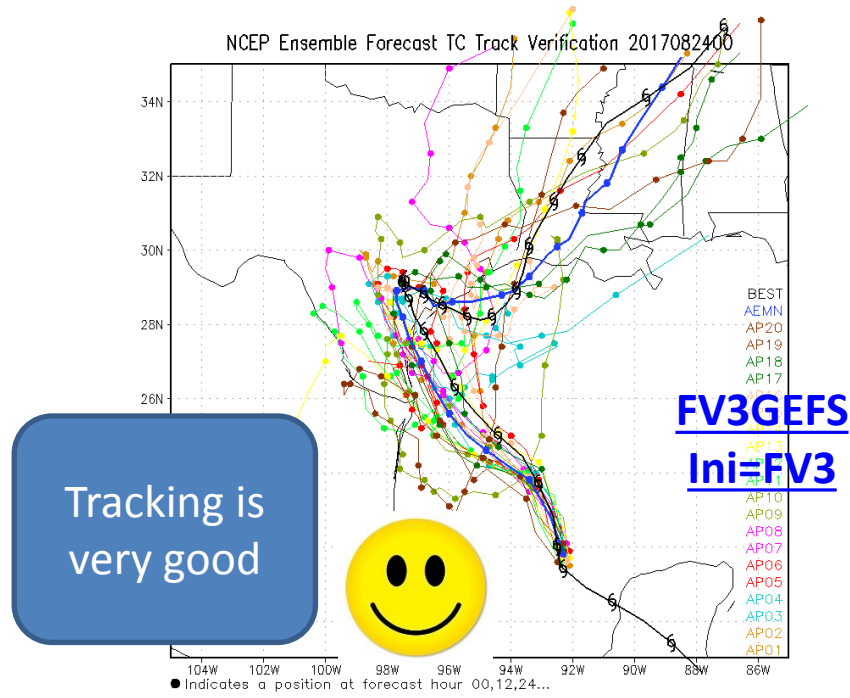 NCEP Ensemble Forecast TC Track Verification 2017082400
34N
32N
30N
28N
26N
BEST
AEMN
AP20
AP19
AP18
AP17
FV3GEFS
Ini=FV3
AP13
AP10
AP09
AP08
AP07
AP06
AP05
AP04
AP03
AP02
AP01
Tracking is
very good
104W 102W 100W 98W 96W 94W 92W 90W 88W 86W
Indicates a position at forecast hour 00,12,24...